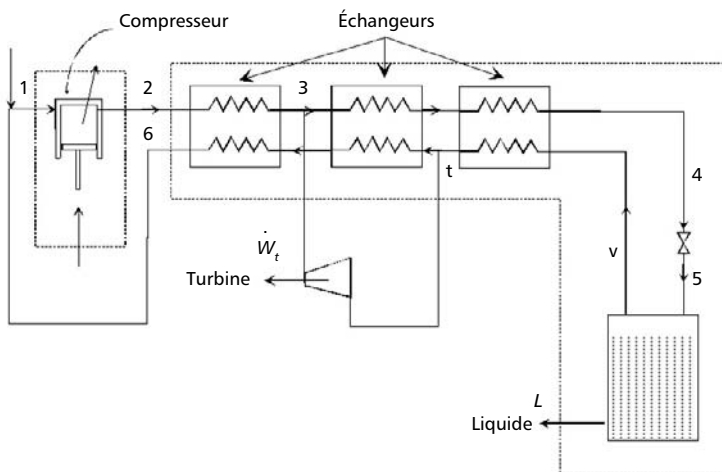 Compresseur
Échangeurs
1
2
3
6
t
4
v
5
Ẇt
Turbine
L
Liquide